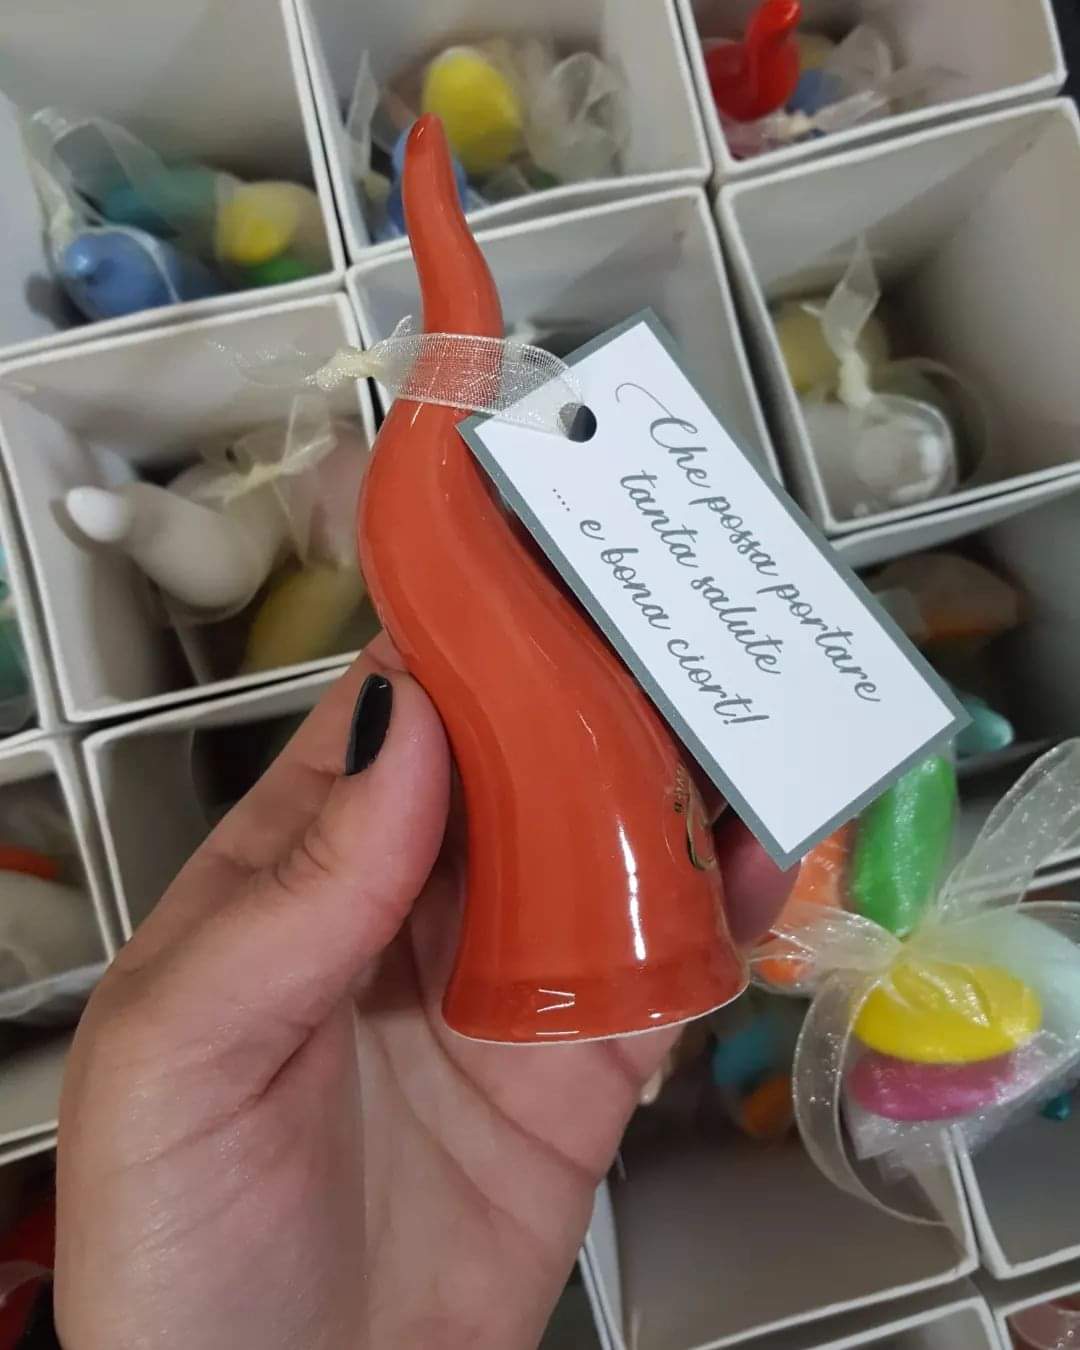 Che possa portare
tanta salute
..... e bona ciort!